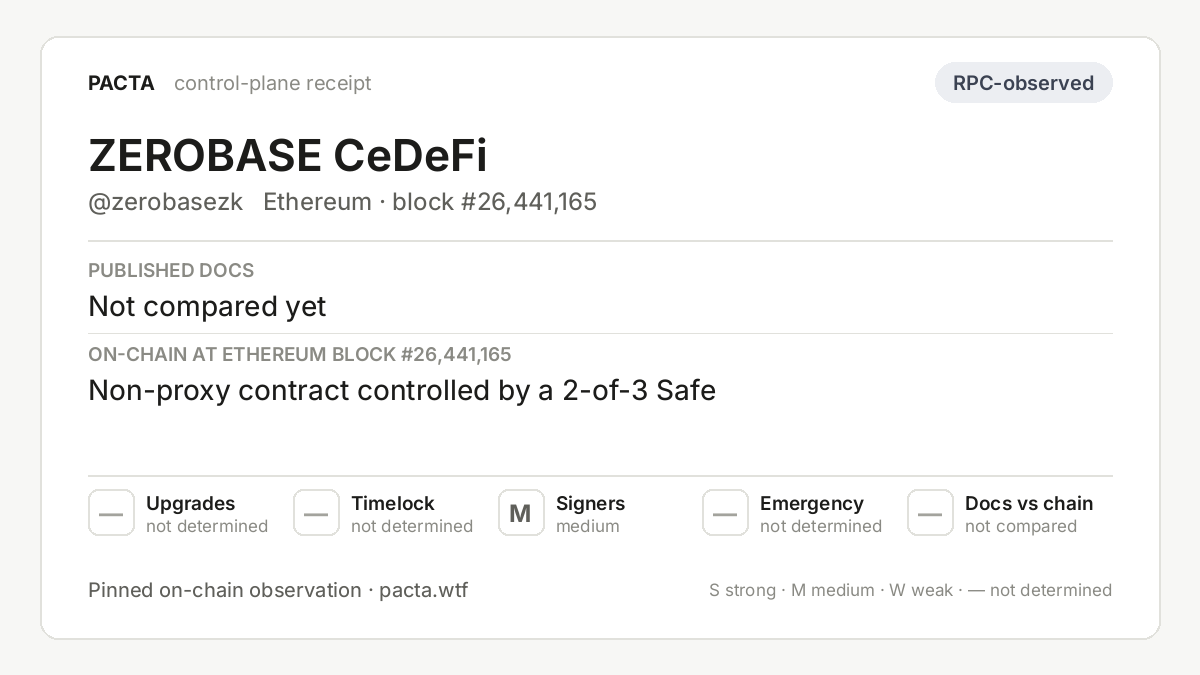 PACTA control-plane receipt RPC-observed
ZEROBASE CeDeFi
@zerobasezk Ethereum · block #26,441,165
PUBLISHED DOCS
Not compared yet
ON-CHAIN AT ETHEREUM BLOCK #26,441,165
Non-proxy contract controlled by a 2-of-3 Safe
— Upgrades not determined
— Timelock not determined
M Signers medium
— Emergency not determined
— Docs vs chain not compared
Pinned on-chain observation · pacta.wtf
S strong · M medium · W weak · — not determined